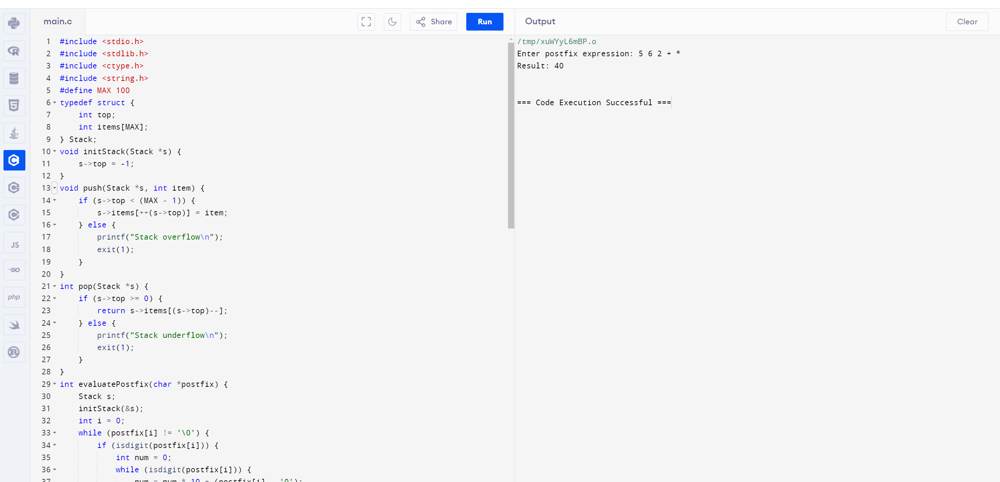 main.c
Share
Run
Output
Clear
1 #include <stdio.h>
2 #include <stdlib.h>
3 #include <ctype.h>
4 #include <string.h>
5 #define MAX 100
6 typedef struct {
7     int top;
8     int items[MAX];
9 } Stack;
10 void initStack(Stack *s) {
11     s->top = -1;
12 }
13 void push(Stack *s, int item) {
14     if (s->top < (MAX - 1)) {
15         s->items[++(s->top)] = item;
16     } else {
17         printf("Stack overflow\n");
18         exit(1);
19     }
20 }
21 int pop(Stack *s) {
22     if (s->top >= 0) {
23         return s->items[(s->top)--];
24     } else {
25         printf("Stack underflow\n");
26         exit(1);
27     }
28 }
29 int evaluatePostfix(char *postfix) {
30     Stack s;
31     initStack(&s);
32     int i = 0;
33     while (postfix[i] != '\0') {
34         if (isdigit(postfix[i])) {
35             int num = 0;
36             while (isdigit(postfix[i])) {
37                 num = num * 10 + (postfix[i] - '0');
/tmp/xuWYyL6mBP.o
Enter postfix expression: 5 6 2 + *
Result: 40
=== Code Execution Successful ===
R
5
C
C
C#
JS
GO
php
R